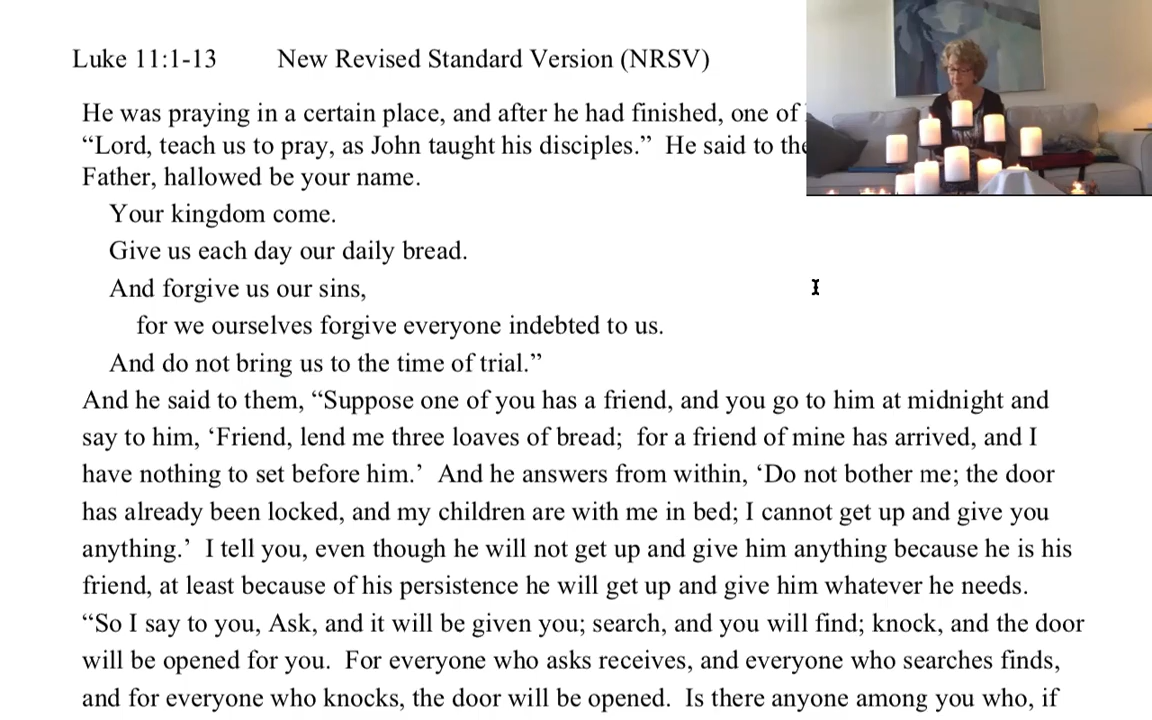 Luke 11:1-13 New Revised Standard Version (NRSV)
He was praying in a certain place, and after he had finished, one of
“Lord, teach us to pray, as John taught his disciples.” He said to the
Father, hallowed be your name.
Your kingdom come.
Give us each day our daily bread.
And forgive us our sins,
for we ourselves forgive everyone indebted to us.
And do not bring us to the time of trial.”
And he said to them, “Suppose one of you has a friend, and you go to him at midnight and
say to him, ‘Friend, lend me three loaves of bread; for a friend of mine has arrived, and I
have nothing to set before him.’ And he answers from within, ‘Do not bother me; the door
has already been locked, and my children are with me in bed; I cannot get up and give you
anything.’ I tell you, even though he will not get up and give him anything because he is his
friend, at least because of his persistence he will get up and give him whatever he needs.
“So I say to you, Ask, and it will be given you; search, and you will find; knock, and the door
will be opened for you. For everyone who asks receives, and everyone who searches finds,
and for everyone who knocks, the door will be opened. Is there anyone among you who, if